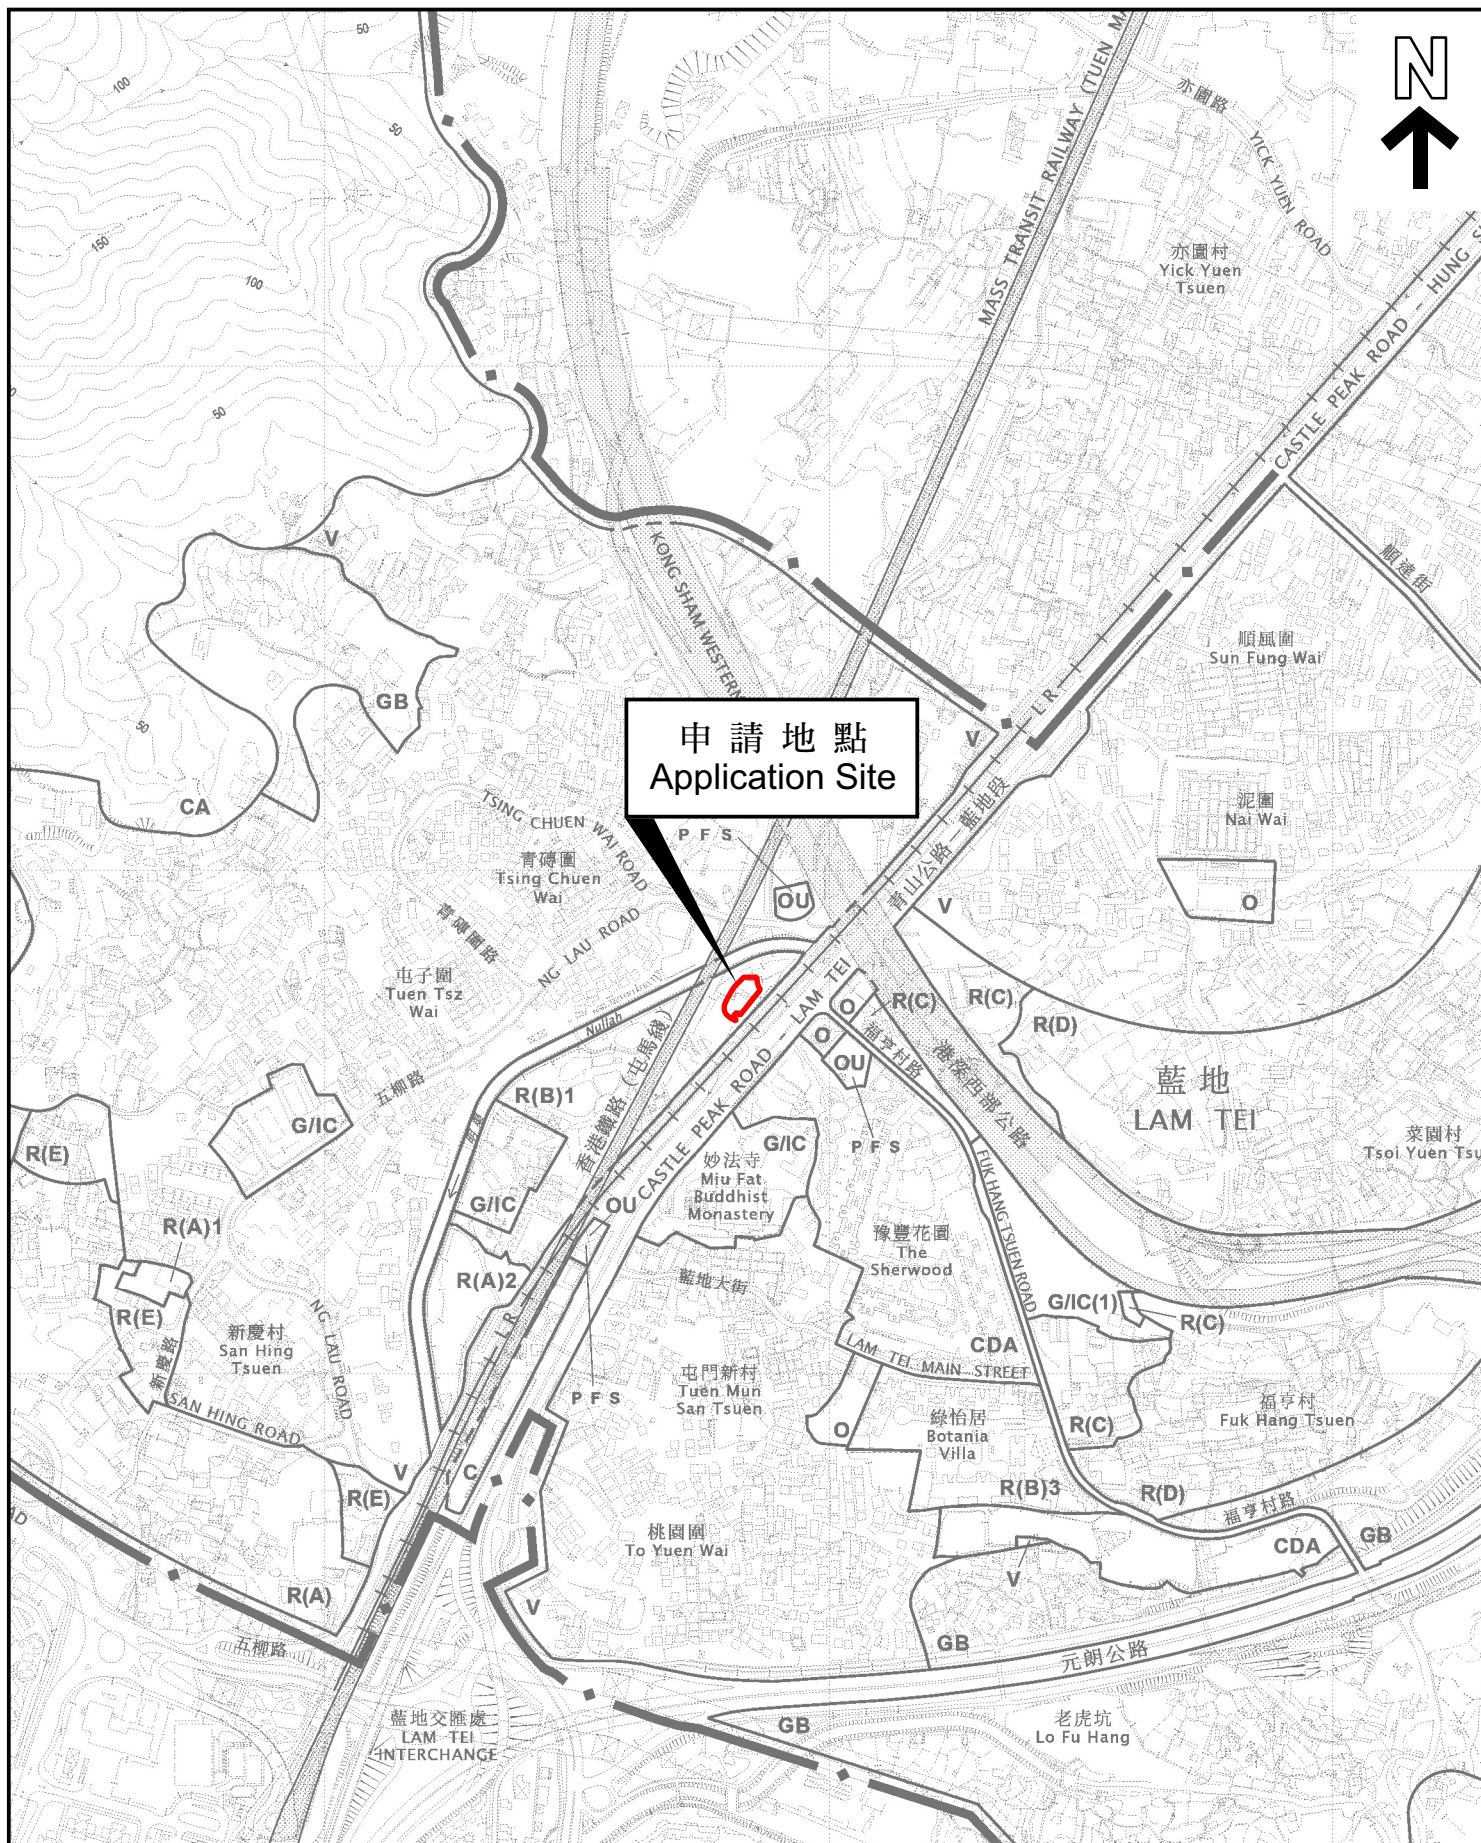 50
100
50
150
100
50
50
N
MASS TRANSIT RAILWAY (TUEN MA
亦園路
YICK YUEN ROAD
亦園村
Yick Yuen
Tsuen
CASTLE PEAK ROAD - HUNG S
順達街
順風圍
Sun Fung Wai
KONG SHAM WESTERN
V
GB
CA
申請地點
Application Site
V
LR
泥圍
Nai Wai
O
V
青山公路-藍地段
P F S
OU
TSING CHUEN WAI ROAD
青磚圍
Tsing Chuen
Wai
青磚圍路
NG LAU ROAD
屯子圍
Tuen Tsz
Wai
Nullah
五柳路
香港鐵路 (屯馬綫)
CASTLE PEAK ROAD - LAM TEI
O
R(C)
R(C)
R(D)
O
OU
福亨村路
港深西部公路
P F S
藍地
LAM TEI
菜園村
Tsoi Yuen Tsu
R(B)1
G/IC
R(E)
G/IC
G/IC
妙法寺
Miu Fat
Buddhist
Monastery
OU
R(A)1
R(A)2
R(E)
豫豐花園
The
Sherwood
FUK HANG TSUEN ROAD
藍地大街
G/IC(1)
R(C)
新慶村
San Hing
Tsuen
NG LAU ROAD
新慶路
SAN HING ROAD
LR
P F S
LAM TEI MAIN STREET
CDA
屯門新村
Tuen Mun
San Tsuen
O
綠怡居
Botania
Villa
R(C)
福亨村
Fuk Hang Tsuen
V
C
R(E)
R(B)3
R(D)
福亨村路
GB
CDA
桃園圍
To Yuen Wai
V
R(A)
V
五柳路
GB
元朗公路
藍地交匯處
LAM TEI
INTERCHANGE
GB
老虎坑
Lo Fu Hang